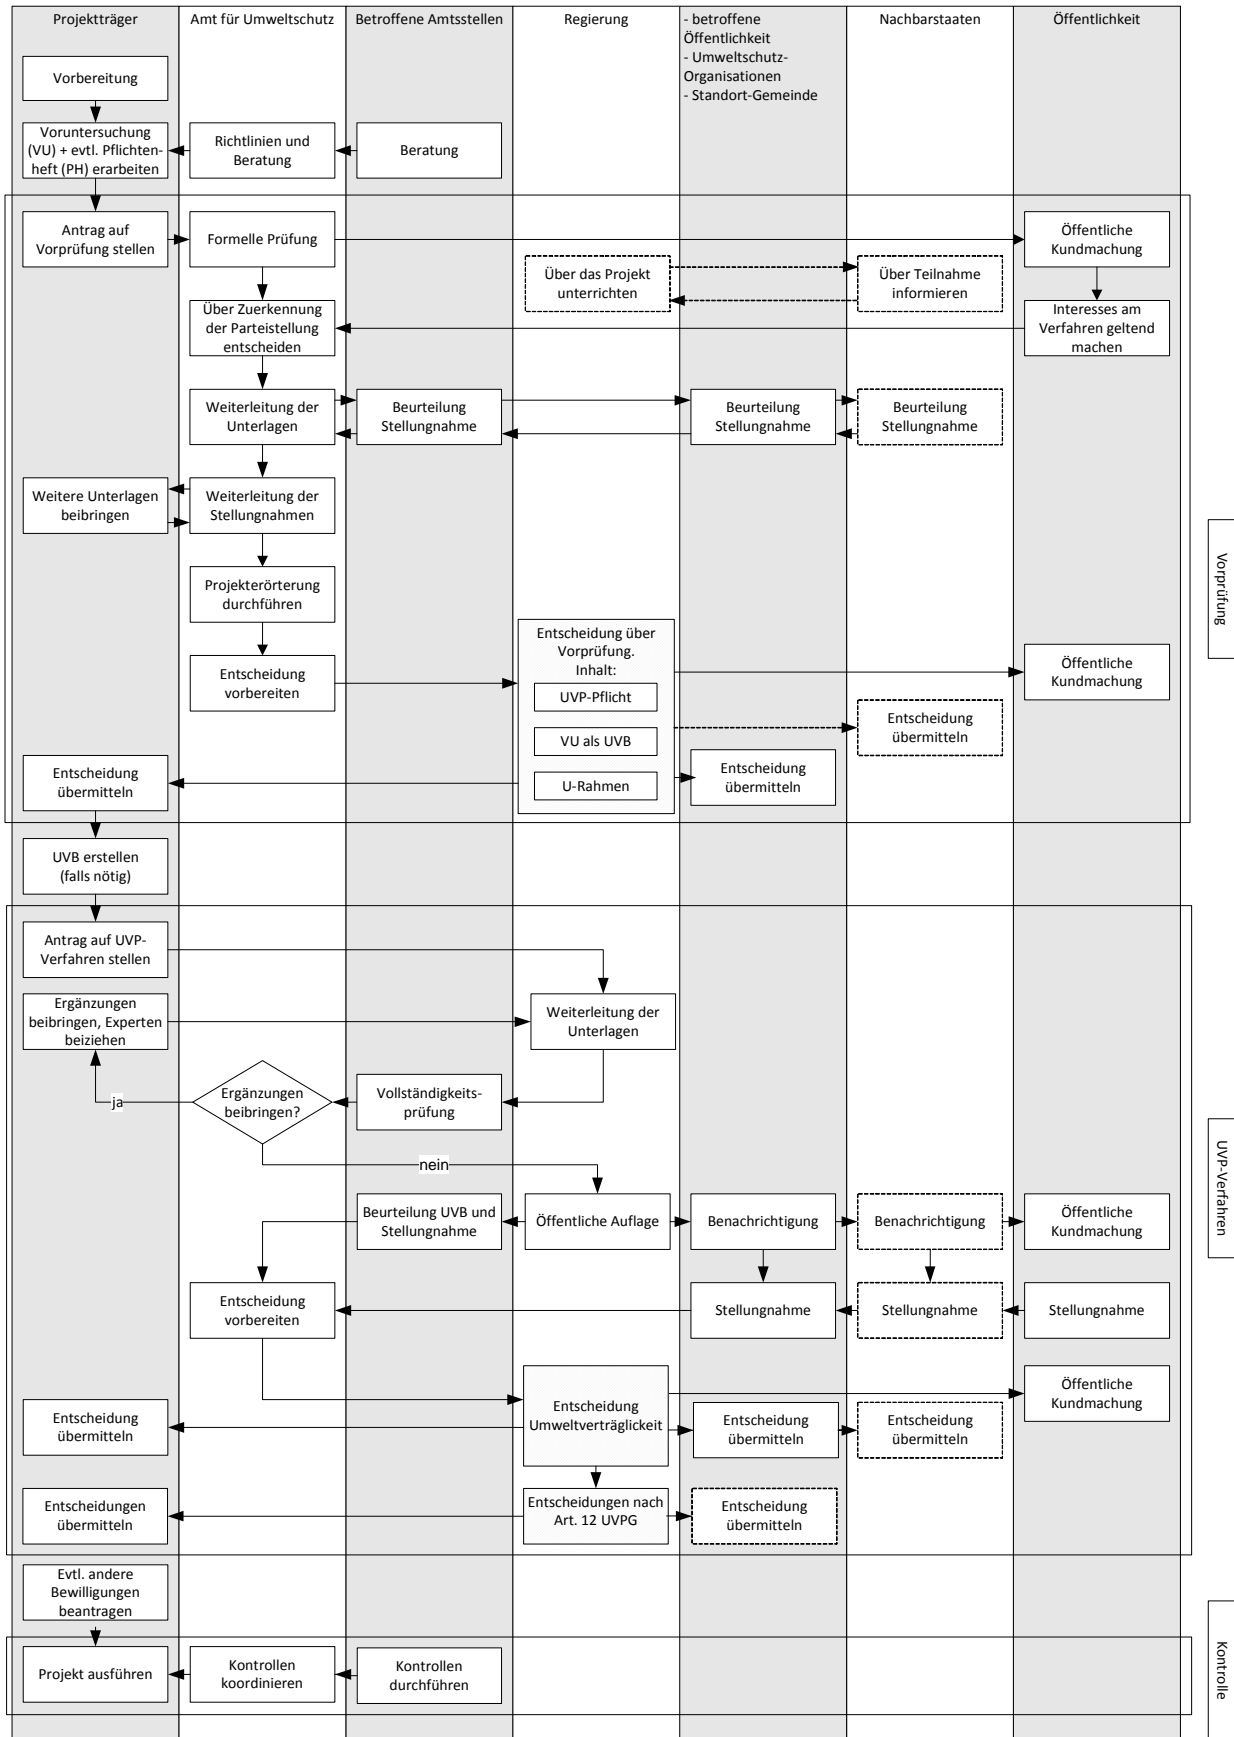 Projektträger
Amt für Umweltschutz
Betroffene Amtsstellen
Regierung
- betroffene
Öffentlichkeit
- Umweltschutz-
Organisationen
- Standort-Gemeinde
Nachbarstaaten
Öffentlichkeit
Vorbereitung
Voruntersuchung
(VU) + evtl. Pflichten-
heft (PH) erarbeiten
Richtlinien und
Beratung
Beratung
Antrag auf
Vorprüfung stellen
Formelle Prüfung
Öffentliche
Kundmachung
Über das Projekt
unterrichten
Über Teilnahme
informieren
Über Zuerkennung
der Parteistellung
entscheiden
Interesses am
Verfahren geltend
machen
Weiterleitung der
Unterlagen
Beurteilung
Stellungnahme
Beurteilung
Stellungnahme
Beurteilung
Stellungnahme
Weitere Unterlagen
beibringen
Weiterleitung der
Stellungnahmen
Projekterörterung
durchführen
Vorprüfung
Entscheidung
vorbereiten
Entscheidung über
Vorprüfung.
Inhalt:
UVP-Pflicht
VU als UVB
U-Rahmen
Öffentliche
Kundmachung
Entscheidung
übermitteln
Entscheidung
übermitteln
Entscheidung
übermitteln
UVB erstellen
(falls nötig)
Antrag auf UVP-
Verfahren stellen
Ergänzungen
beibringen, Experten
beiziehen
Weiterleitung der
Unterlagen
ja
Ergänzungen
beibringen?
Vollständigkeits-
prüfung
nein
UVP-Verfahren
Beurteilung UVB und
Stellungnahme
Öffentliche Auflage
Benachrichtigung
Benachrichtigung
Öffentliche
Kundmachung
Entscheidung
vorbereiten
Stellungnahme
Stellungnahme
Stellungnahme
Entscheidung
übermitteln
Entscheidung
Umweltverträglickeit
Entscheidung
übermitteln
Entscheidung
übermitteln
Öffentliche
Kundmachung
Entscheidungen
übermitteln
Entscheidungen nach
Art. 12 UVPG
Entscheidung
übermitteln
Evtl. andere
Bewilligungen
beantragen
Projekt ausführen
Kontrollen
koordinieren
Kontrollen
durchführen
Kontrolle